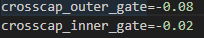 crosscap_outer_gate=-0.08
crosscap_inner_gate=-0.02